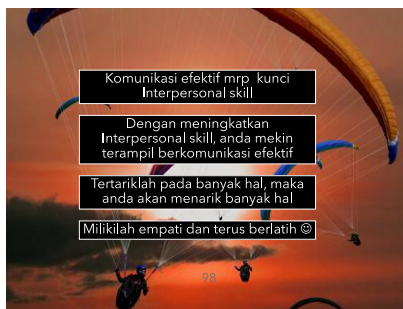 Komunikasi efektif mrp kunci
Interpersonal skill
Dengan meningkatkan
Interpersonal skill, anda mekin
terampil berkomunikasi efektif
Tertariklah pada banyak hal, maka
anda akan menarik banyak hal
Milikilah empati dan terus berlatih ☺
98